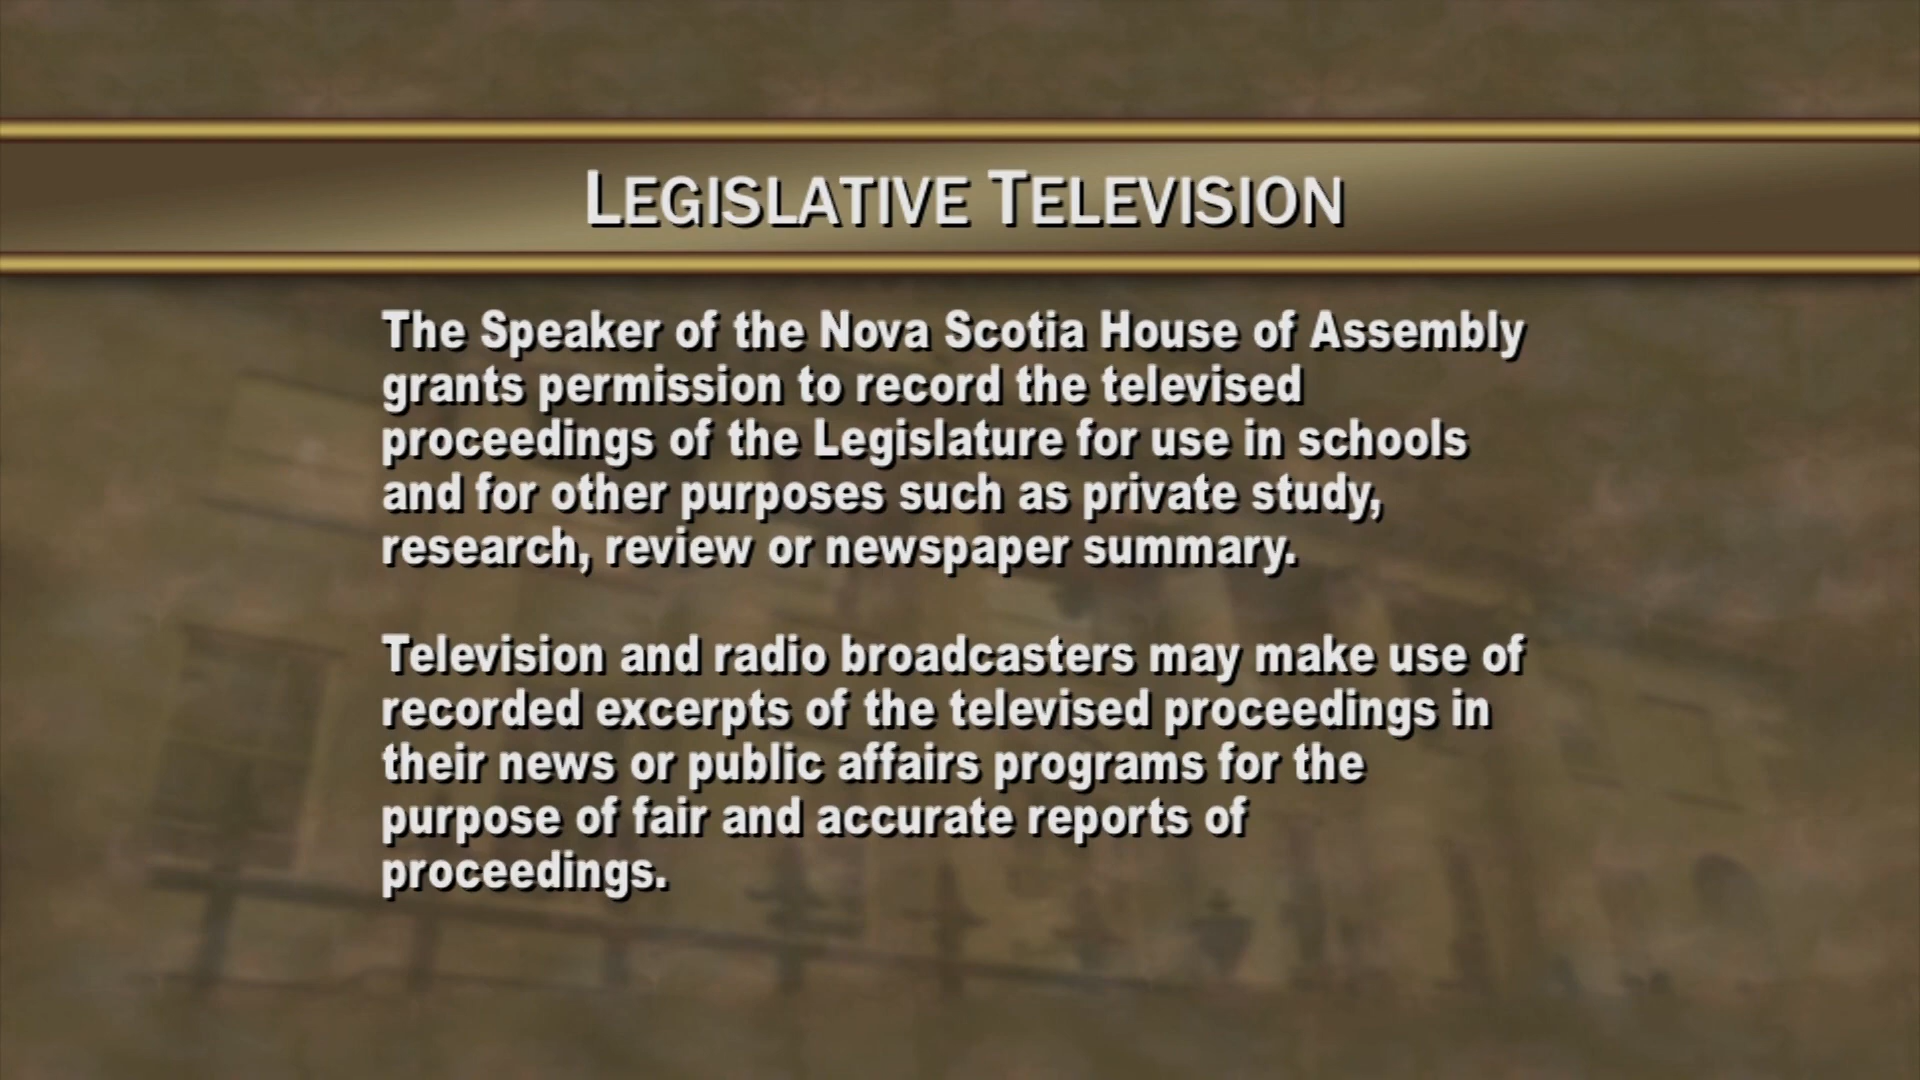 LEGISLATIVE TELEVISION
The Speaker of the Nova Scotia House of Assembly
grants permission to record the televised
proceedings of the Legislature for use in schools
and for other purposes such as private study,
research, review or newspaper summary.
Television and radio broadcasters may make use of
recorded excerpts of the televised proceedings in
their news or public affairs programs for the
purpose of fair and accurate reports of
proceedings.